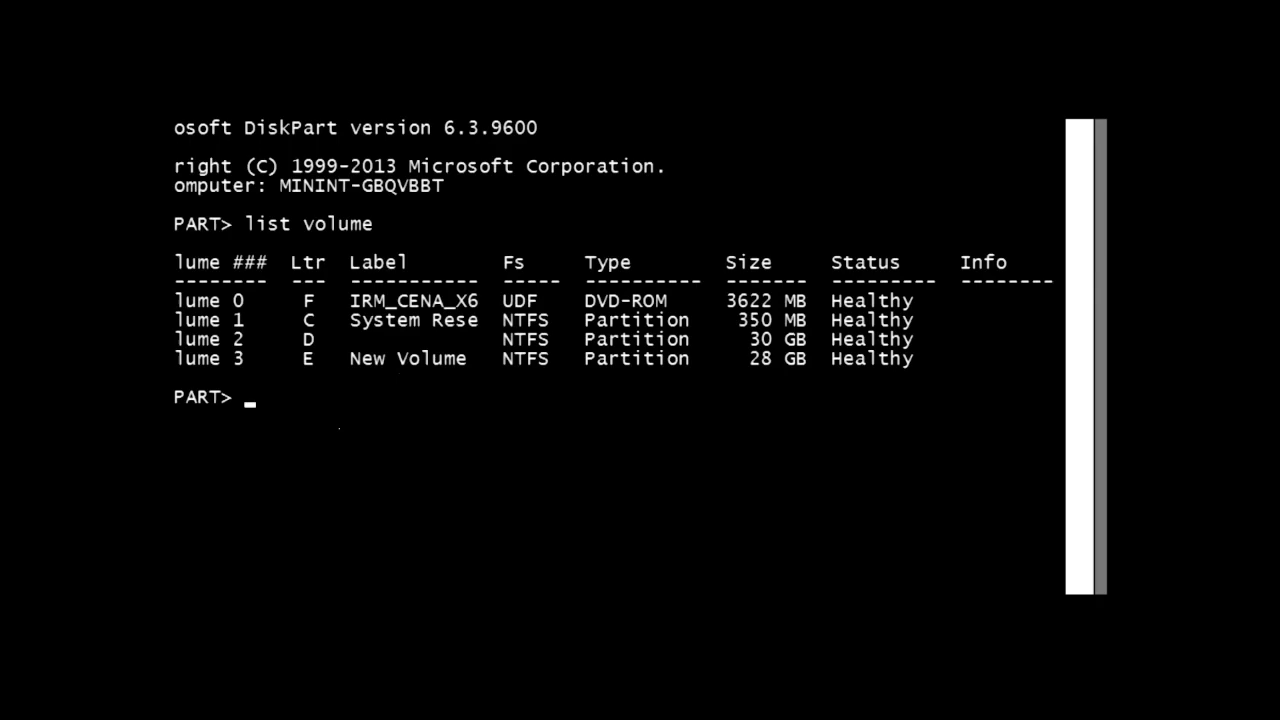 osoft DiskPart version 6.3.9600
right (C) 1999-2013 Microsoft Corporation.
omputer: MININT-GBQVBBT
PART> list volume
lume ### Ltr Label Fs Type Size Status Info
-------- --- ----------- ----- ---------- ------- --------- --------
lume 0 F IRM_CENA_X6 UDF DVD-ROM 3622 MB Healthy
lume 1 C System Rese NTFS Partition 350 MB Healthy
lume 2 D NTFS Partition 30 GB Healthy
lume 3 E New Volume NTFS Partition 28 GB Healthy
PART> _